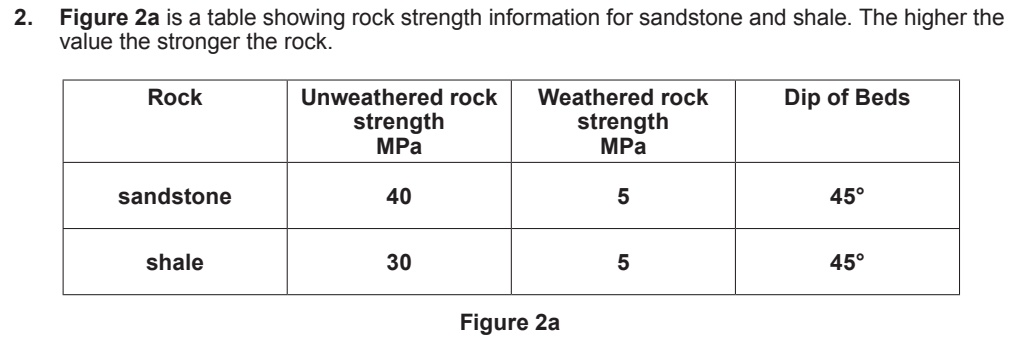 2. Figure 2a is a table showing rock strength information for sandstone and shale. The higher the
value the stronger the rock.
Rock Unweathered rock strength MPa Weathered rock strength MPa Dip of Beds
sandstone 40 5 45°
shale 30 5 45°
Figure 2a